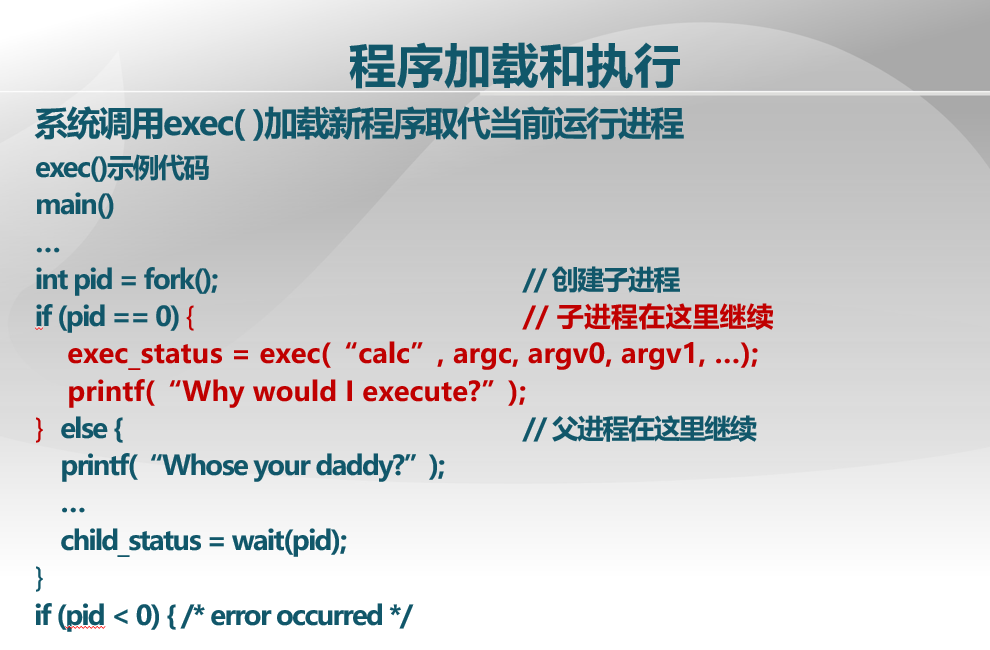 程序加载和执行
系统调用exec( )加载新程序取代当前运行进程
exec()示例代码
main()
…
int pid = fork(); // 创建子进程
if (pid == 0) { // 子进程在这里继续
exec_status = exec(“calc”, argc, argv0, argv1, …);
printf(“Why would I execute?”);
} else { // 父进程在这里继续
printf(“Whose your daddy?”);
…
child_status = wait(pid);
}
if (pid < 0) { /* error occurred */